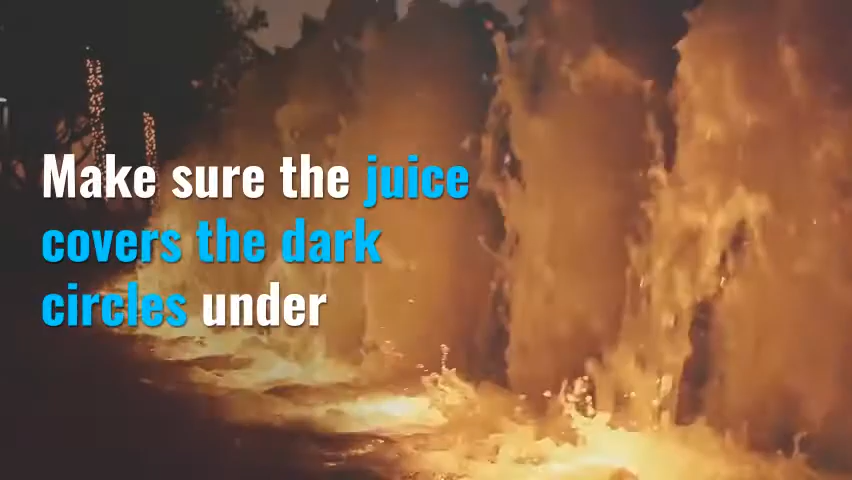 Make sure the juice
covers the dark
circles under